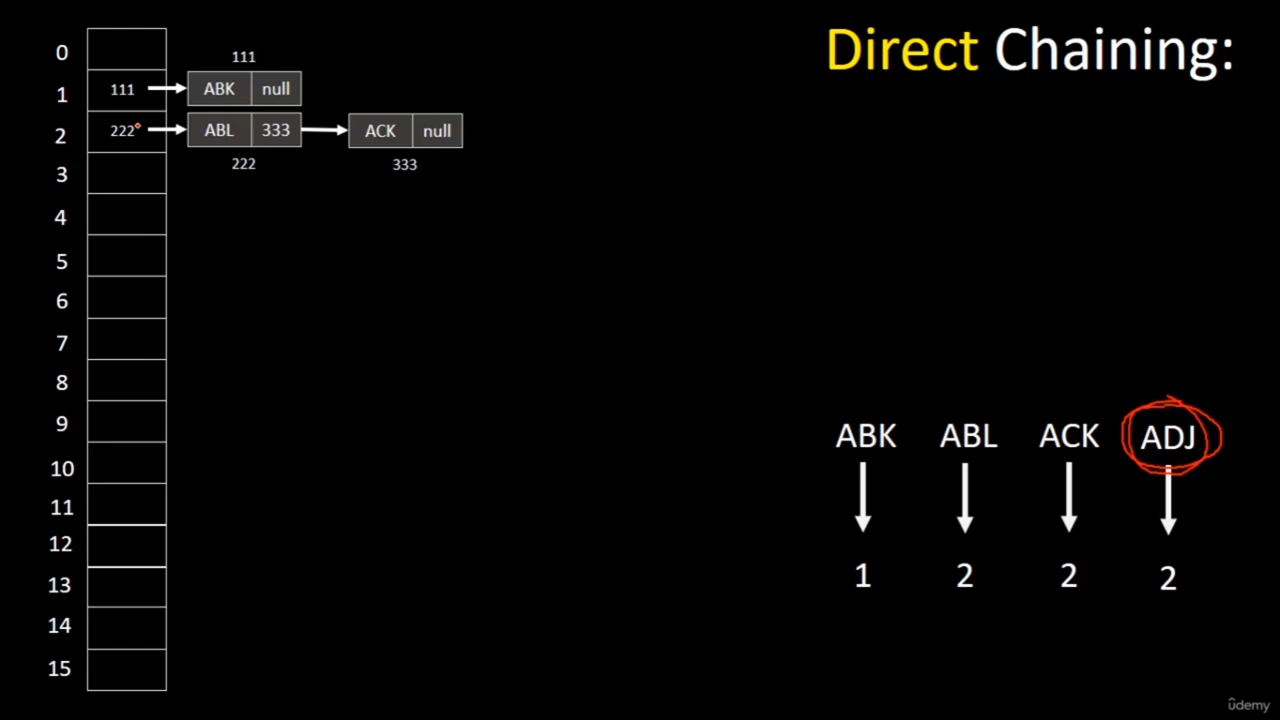 Direct Chaining:
0
111
1 111 ABK null
2 222 ABL 333 ACK null
222 333
3
4
5
6
7
8
9
10
11
12
13
14
15
ABK ABL ACK ADJ
1 2 2 2
ûdemy